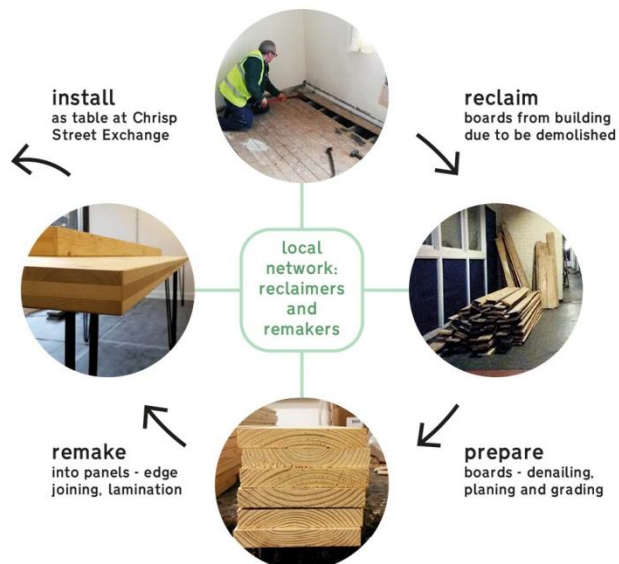 install
as table at Chrisp
Street Exchange
reclaim
boards from building
due to be demolished
local
network:
reclaimers
and
remakers
remake
into panels - edge
joining, lamination
prepare
boards - denailing,
planing and grading